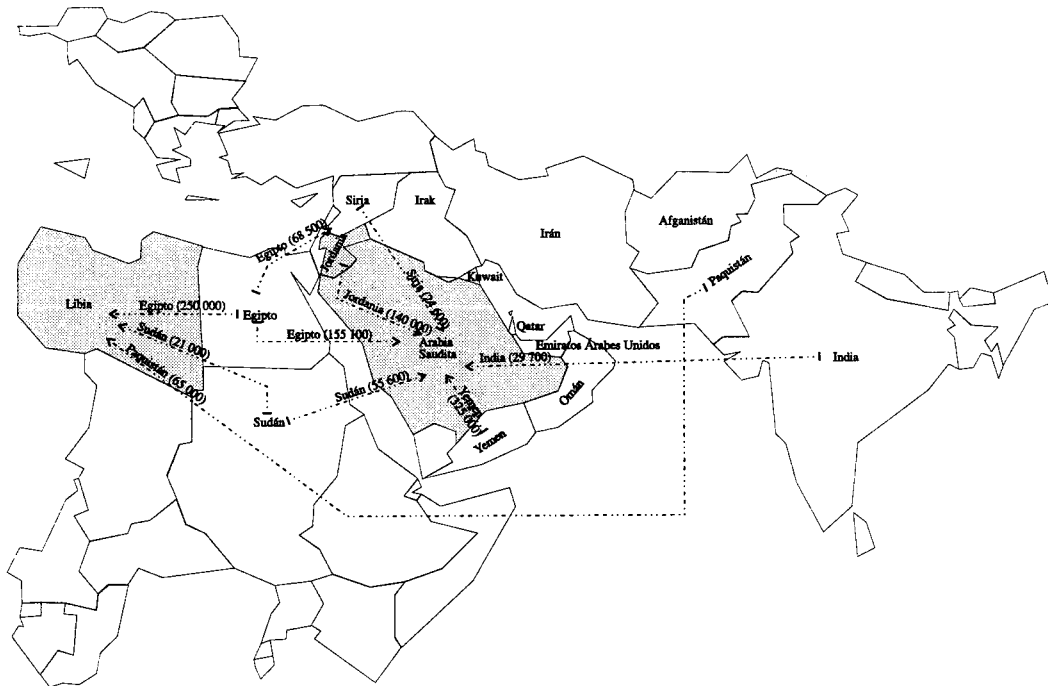 Siria
Irak
Afganistán
Irán
Egipto (68 500)
Jordania
Paquistán
Kuwait
Siria (24 600)
Libia
Egipto (250 000)
Egipto
Jordania (140 000)
Qatar
Sudán (21 000)
Egipto (155 100)
Arabia
Saudita
Emiratos Árabes Unidos
Paquistán (65 000)
India (29 700)
India
Sudán (55 600)
Yemen
(325 000)
Omán
Sudán
Yemen